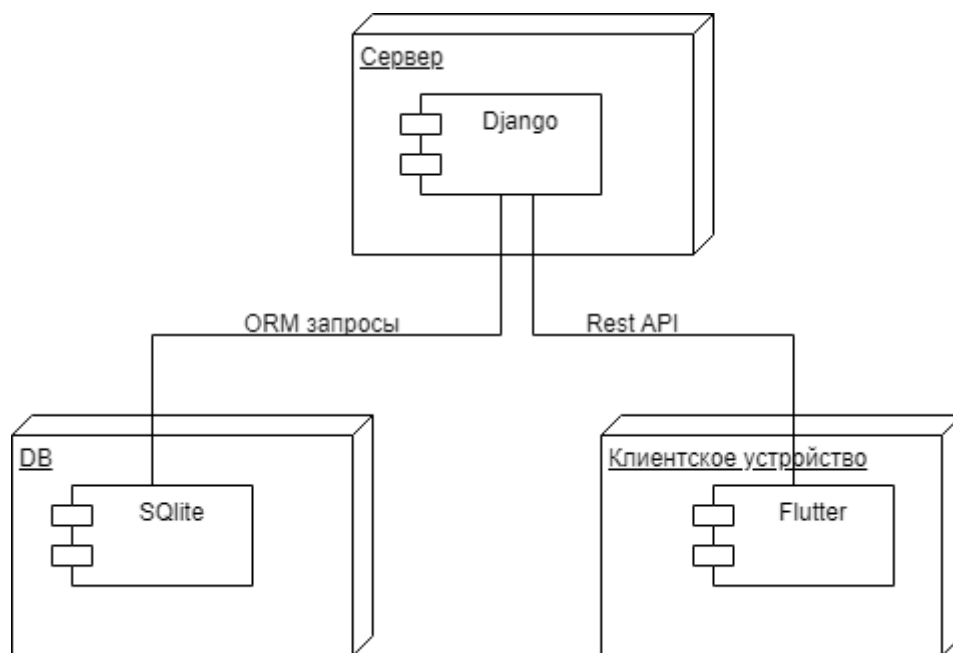 Сервер
Django
ORM запросы
Rest API
DB
SQlite
Клиентское устройство
Flutter